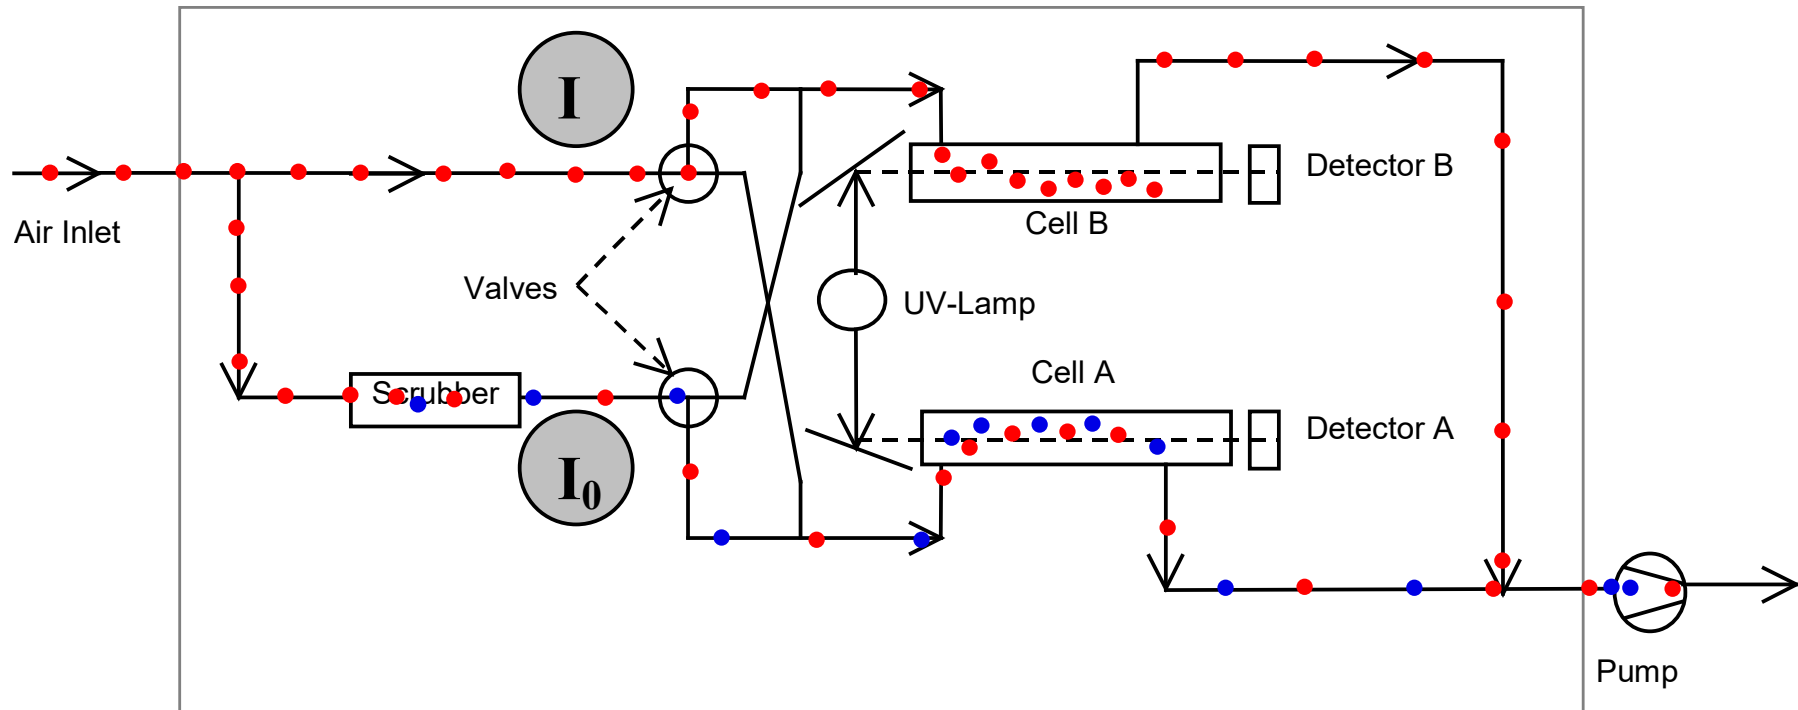 I
Detector B
Air Inlet
Cell B
Valves
UV-Lamp
Cell A
Scrubber
Detector A
I₀
Pump